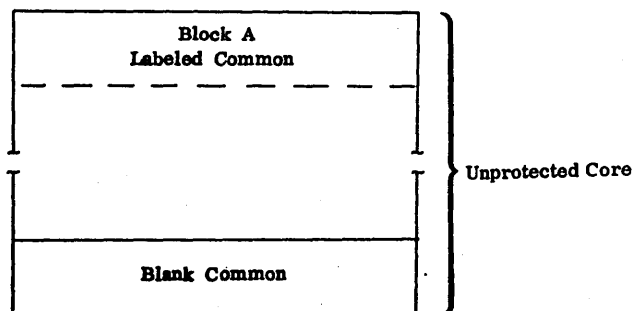 Block A
Labeled Common
Unprotected Core
Blank Common